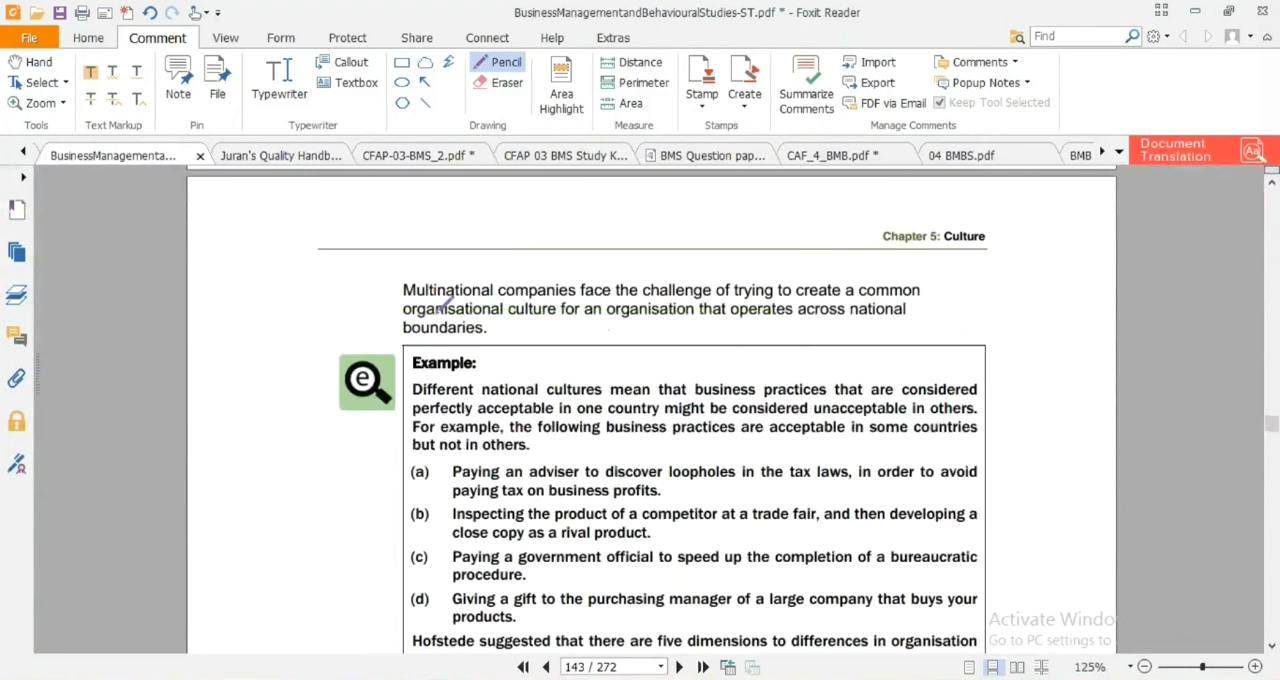 BusinessManagementandBehaviouralStudies-ST.pdf * - Foxit Reader
File Home Comment View Form Protect Share Connect Help Extras Find
Hand
Select
Zoom
Tools
Text Markup
Note
File
Pin
Typewriter
Callout
Textbox
Typewriter
Pencil
Eraser
Drawing
Area Highlight
Distance
Perimeter
Area
Measure
Stamp
Create
Stamps
Summarize Comments
Import
Export
FDF via Email
Comments
Popup Notes
Keep Tool Selected
Manage Comments
BusinessManagementa... Juran's Quality Handb... CFAP-03-BMS_2.pdf * CFAP 03 BMS Study K... BMS Question pap... CAF_4_BMB.pdf * 04 BMBS.pdf BMB
Document Translation
Chapter 5: Culture
Multinational companies face the challenge of trying to create a common
organisational culture for an organisation that operates across national
boundaries.
Example:
Different national cultures mean that business practices that are considered
perfectly acceptable in one country might be considered unacceptable in others.
For example, the following business practices are acceptable in some countries
but not in others.
(a) Paying an adviser to discover loopholes in the tax laws, in order to avoid
paying tax on business profits.
(b) Inspecting the product of a competitor at a trade fair, and then developing a
close copy as a rival product.
(c) Paying a government official to speed up the completion of a bureaucratic
procedure.
(d) Giving a gift to the purchasing manager of a large company that buys your
products.
Hofstede suggested that there are five dimensions to differences in organisation
Activate Windo
Go to PC settings to
143 / 272
125%